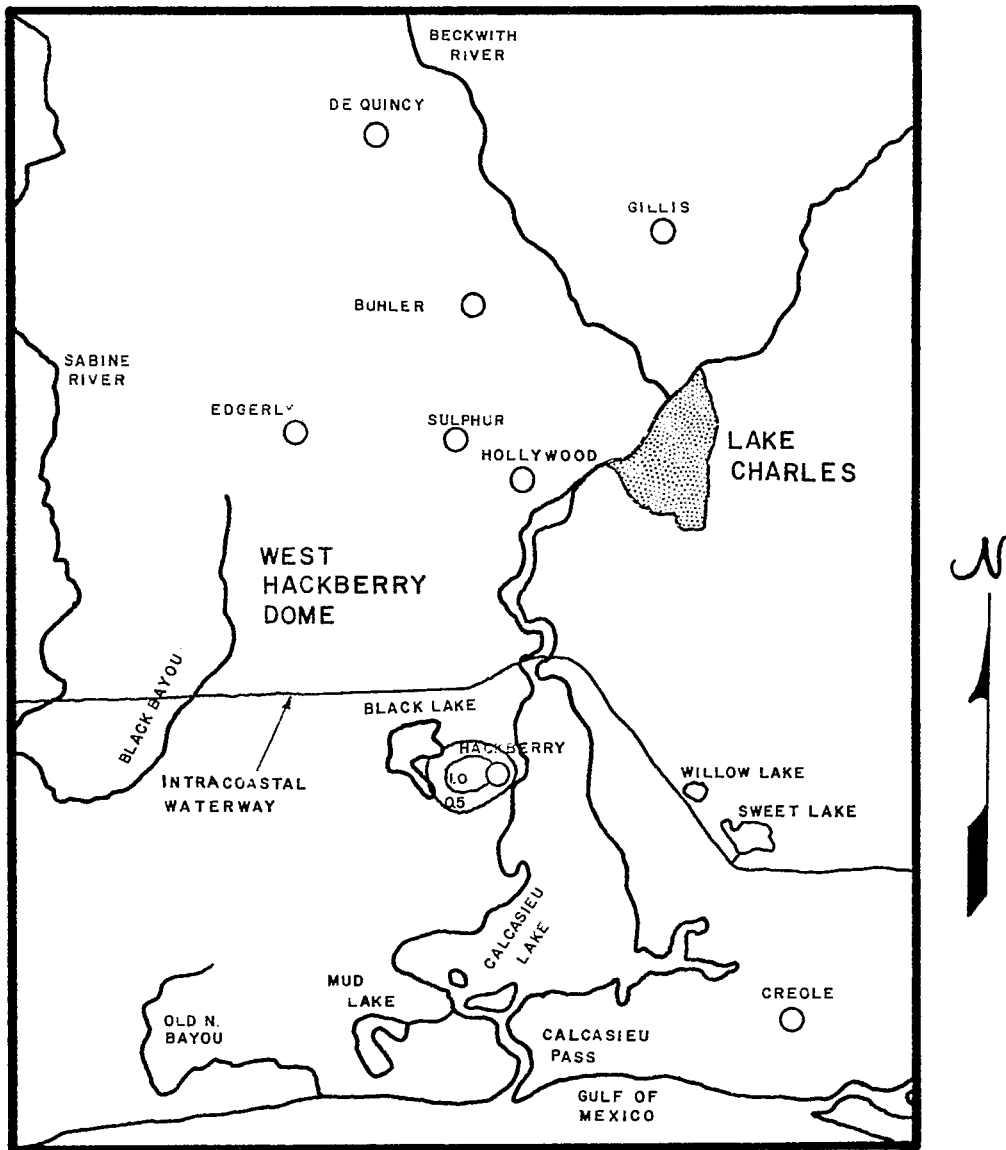 BECKWITH
RIVER
DE QUINCY
GILLIS
BUHLER
SABINE
RIVER
EDGERLY
SULPHUR
HOLLYWOOD
LAKE
CHARLES
WEST
HACKBERRY
DOME
N
BLACK BAYOU
BLACK LAKE
HACKBERRY
1.0
05
INTRACOASTAL
WATERWAY
WILLOW LAKE
SWEET LAKE
CALCASIEU
LAKE
MUD
LAKE
CREOLE
OLD N.
BAYOU
CALCASIEU
PASS
GULF OF
MEXICO